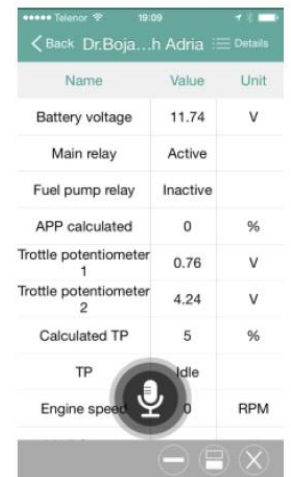 Telenor 19:09
Back Dr.Boja...h Adria Details
Name Value Unit
Battery voltage 11.74 V
Main relay Active
Fuel pump relay Inactive
APP calculated 0 %
Trottle potentiometer 1 0.76 V
Trottle potentiometer 2 4.24 V
Calculated TP 5 %
TP Idle
Engine speed 0 RPM